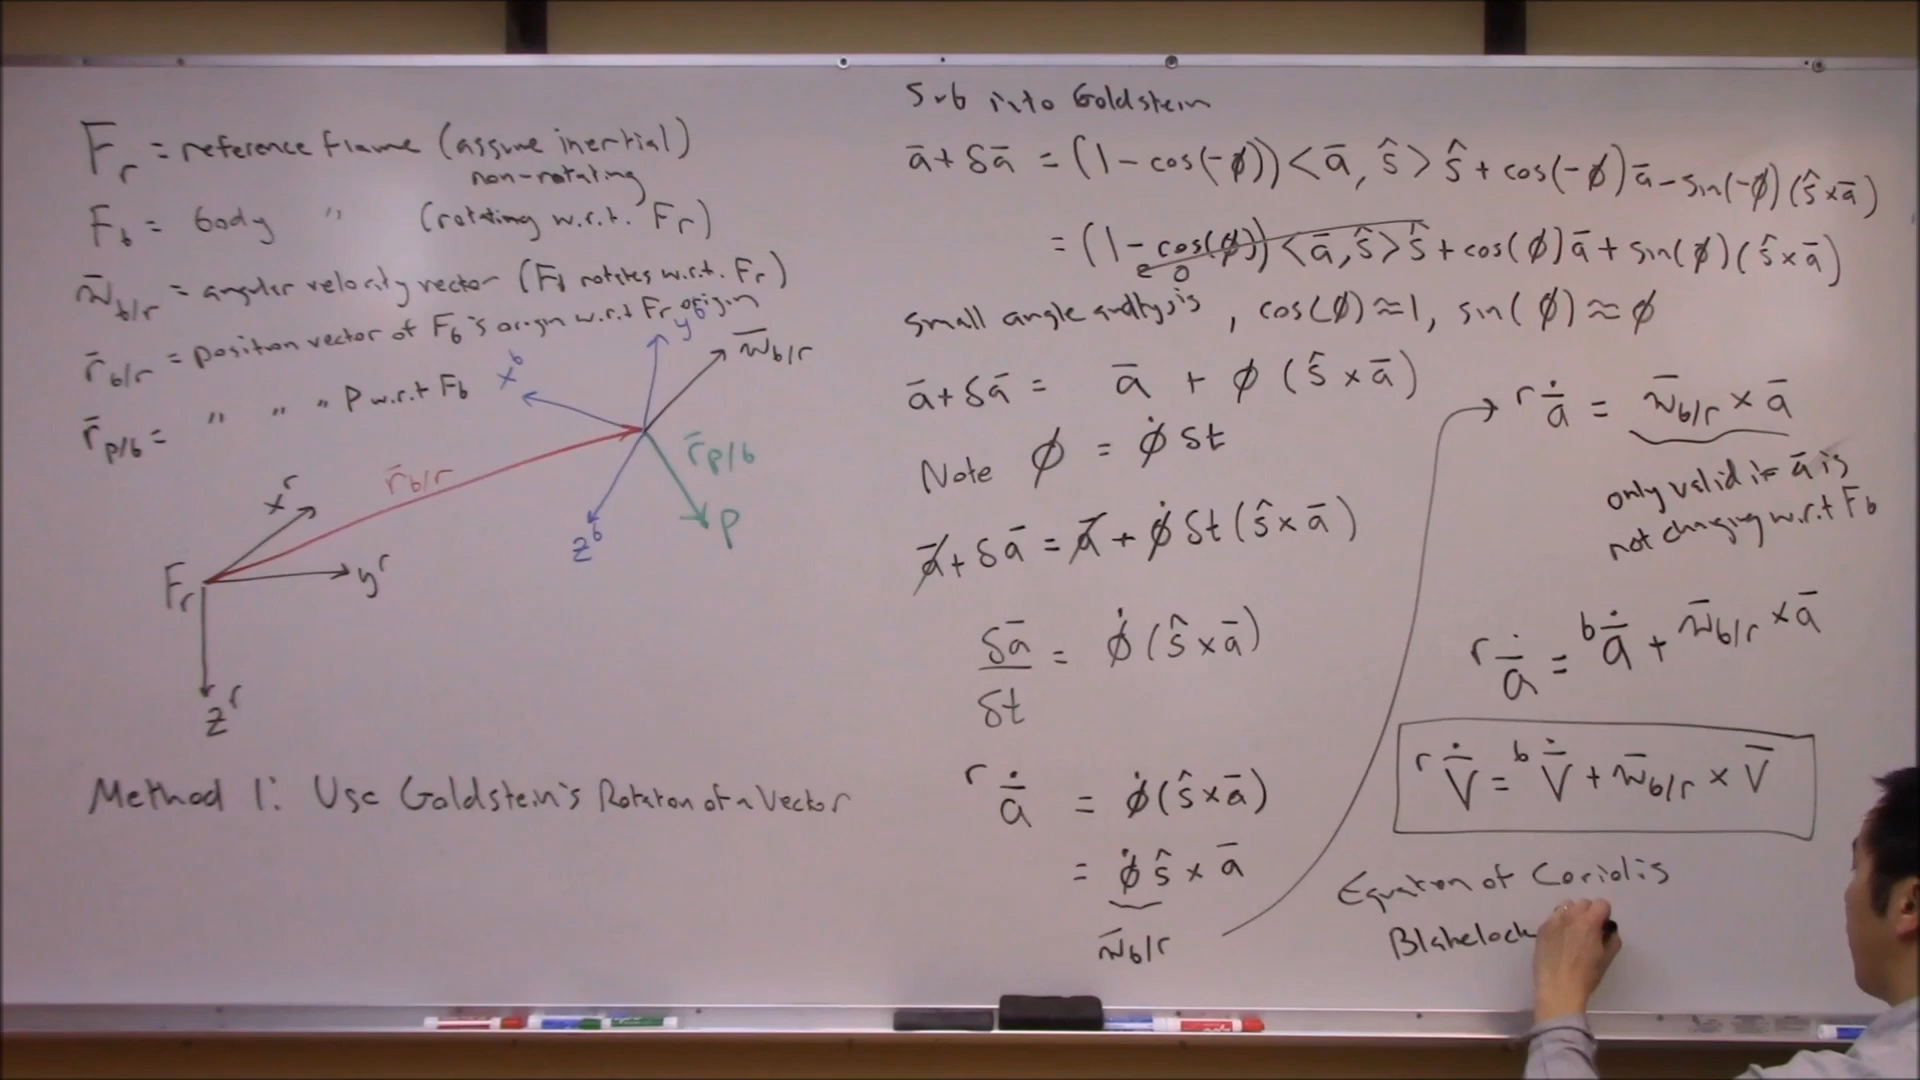 F_r = reference frame (assume inertial)
non-rotating
F_b = body " (rotating w.r.t. F_r)
ω̄_b/r = angular velocity vector (F_b rotates w.r.t. F_r)
r̄_b/r = position vector of F_b's origin w.r.t F_r origin
r̄_p/b = " " " P w.r.t F_b
x^b
y^b
z^b
ω̄_b/r
r̄_b/r
r̄_p/b
P
x^r
F_r
y^r
z^r
Method 1: Use Goldstein's Rotation of a Vector
Sub into Goldstein
ā + δā = (1 - cos(-ϕ)) <ā, ŝ> ŝ + cos(-ϕ) ā - sin(-ϕ) (ŝ × ā)
= (1 - cos(ϕ)) <ā, ŝ> ŝ + cos(ϕ) ā + sin(ϕ) (ŝ × ā)
≈ 0
small angle analysis, cos(ϕ) ≈ 1, sin(ϕ) ≈ ϕ
ā + δā = ā + ϕ (ŝ × ā)
Note ϕ = ϕ̇ δt
ā + δā = ā + ϕ̇ δt (ŝ × ā)
δā/δt = ϕ̇ (ŝ × ā)
^r ā̇ = ϕ̇ (ŝ × ā)
= ϕ̇ ŝ × ā
ω̄_b/r
^r ā̇ = ω̄_b/r × ā
only valid if ā is
not changing w.r.t F_b
^r ā̇ = ^b ā̇ + ω̄_b/r × ā
^r V̄̇ = ^b V̄̇ + ω̄_b/r × V̄
Equation of Coriolis
Blakelock